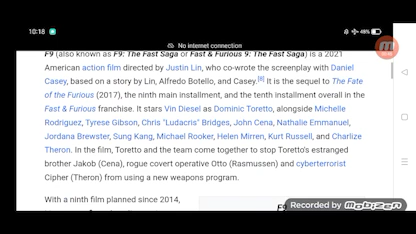 10:18
48%
No internet connection
F9 (also known as F9: The Fast Saga or Fast & Furious 9: The Fast Saga) is a 2021
American action film directed by Justin Lin, who co-wrote the screenplay with Daniel
Casey, based on a story by Lin, Alfredo Botello, and Casey.[8] It is the sequel to The Fate
of the Furious (2017), the ninth main installment, and the tenth installment overall in the
Fast & Furious franchise. It stars Vin Diesel as Dominic Toretto, alongside Michelle
Rodriguez, Tyrese Gibson, Chris "Ludacris" Bridges, John Cena, Nathalie Emmanuel,
Jordana Brewster, Sung Kang, Michael Rooker, Helen Mirren, Kurt Russell, and Charlize
Theron. In the film, Toretto and the team come together to stop Toretto's estranged
brother Jakob (Cena), rogue covert operative Otto (Rasmussen) and cyberterrorist
Cipher (Theron) from using a new weapons program.
With a ninth film planned since 2014,
F9
Recorded by MOBIZEN